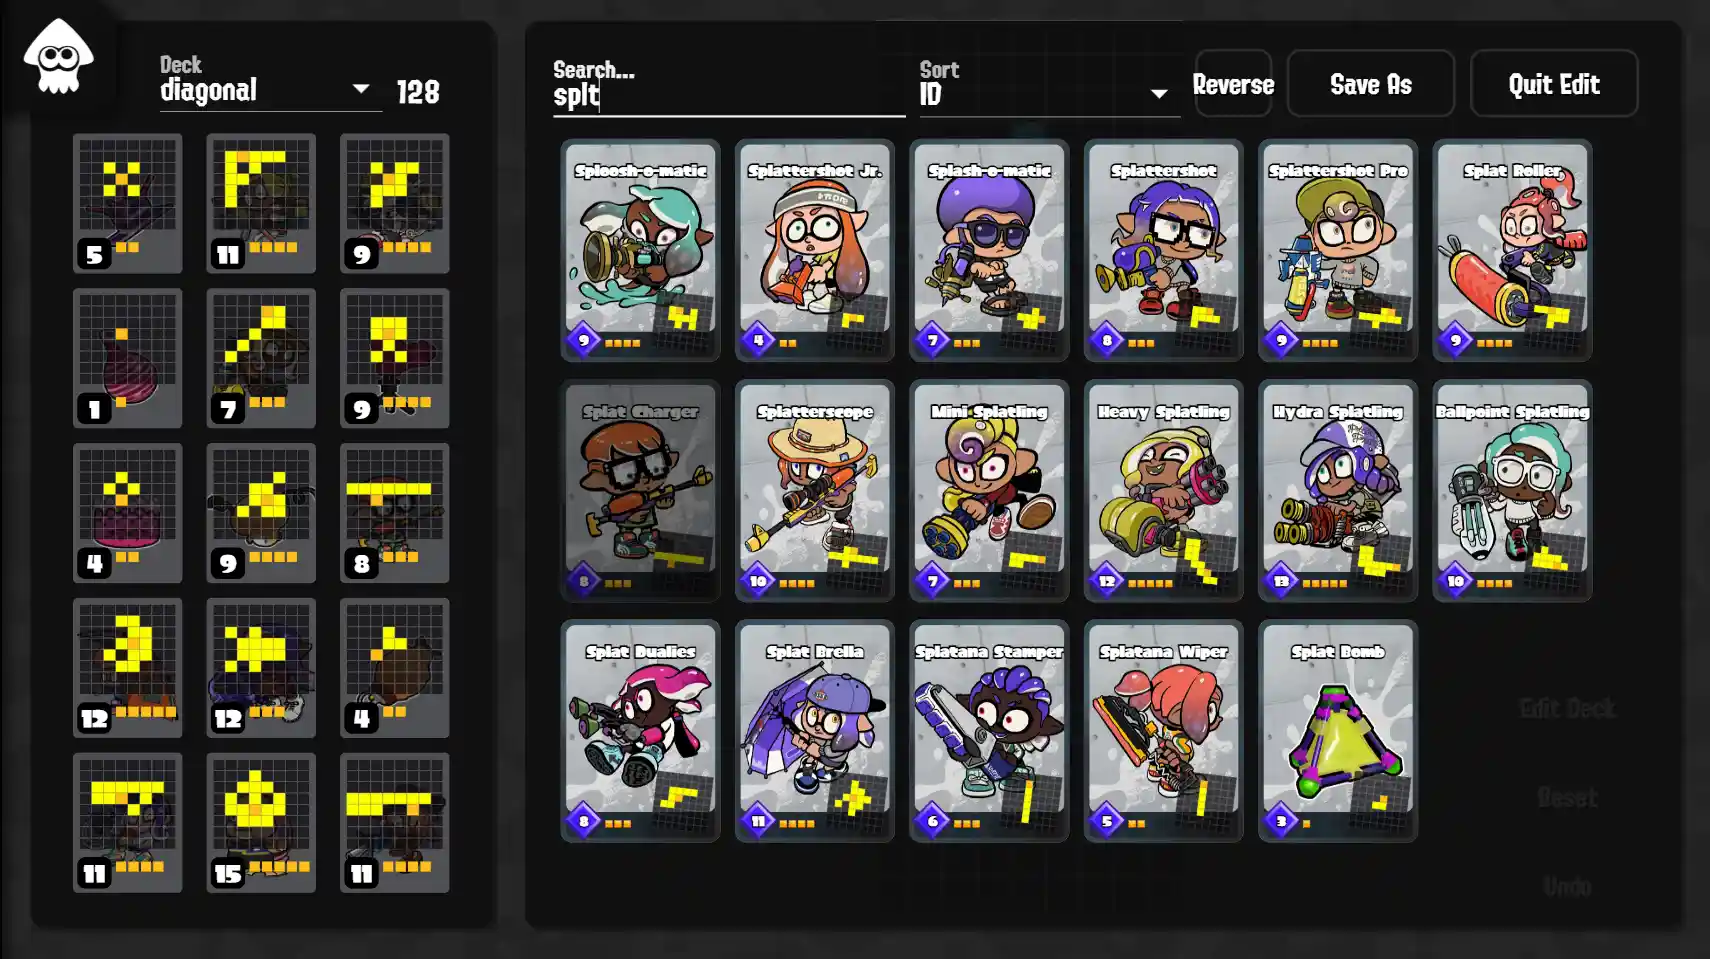 Deck
diagonal
128
Search...
splt
Sort
ID
Reverse
Save As
Quit Edit
5
11
9
1
7
9
4
9
8
12
12
4
11
15
11
Sploosh-o-matic
9
Splattershot Jr.
4
Splash-o-matic
7
Splattershot
8
Splattershot Pro
9
Splat Roller
9
Splat Charger
8
Splatterscope
10
Mini Splatling
7
Heavy Splatling
12
Hydra Splatling
13
Ballpoint Splatling
10
Splat Dualies
8
Splat Brella
11
Splatana Stamper
6
Splatana Wiper
5
Splat Bomb
3
Edit Deck
Reset
Undo